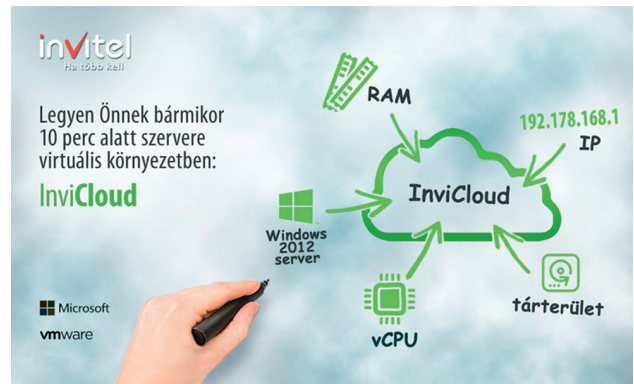 invitel
Ha több kell
Legyen Önnek bármikor
10 perc alatt szervere
virtuális környezetben:
InviCloud
RAM
192.178.168.1
IP
InviCloud
Windows
2012
server
vCPU
tárterület
Microsoft
vmware